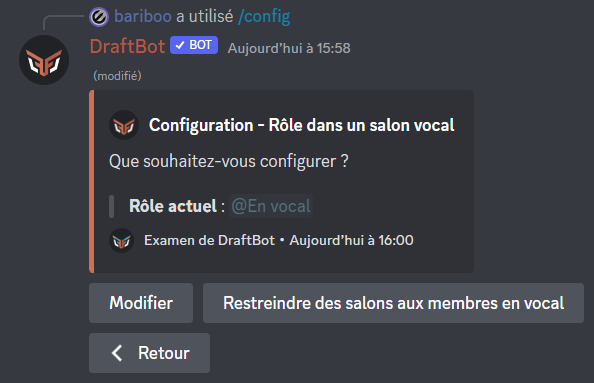 bariboo a utilisé /config
DraftBot ✓ BOT Aujourd'hui à 15:58
(modifié)
Configuration - Rôle dans un salon vocal
Que souhaitez-vous configurer ?
Rôle actuel : @En vocal
Examen de DraftBot • Aujourd'hui à 16:00
Modifier
Restreindre des salons aux membres en vocal
Retour